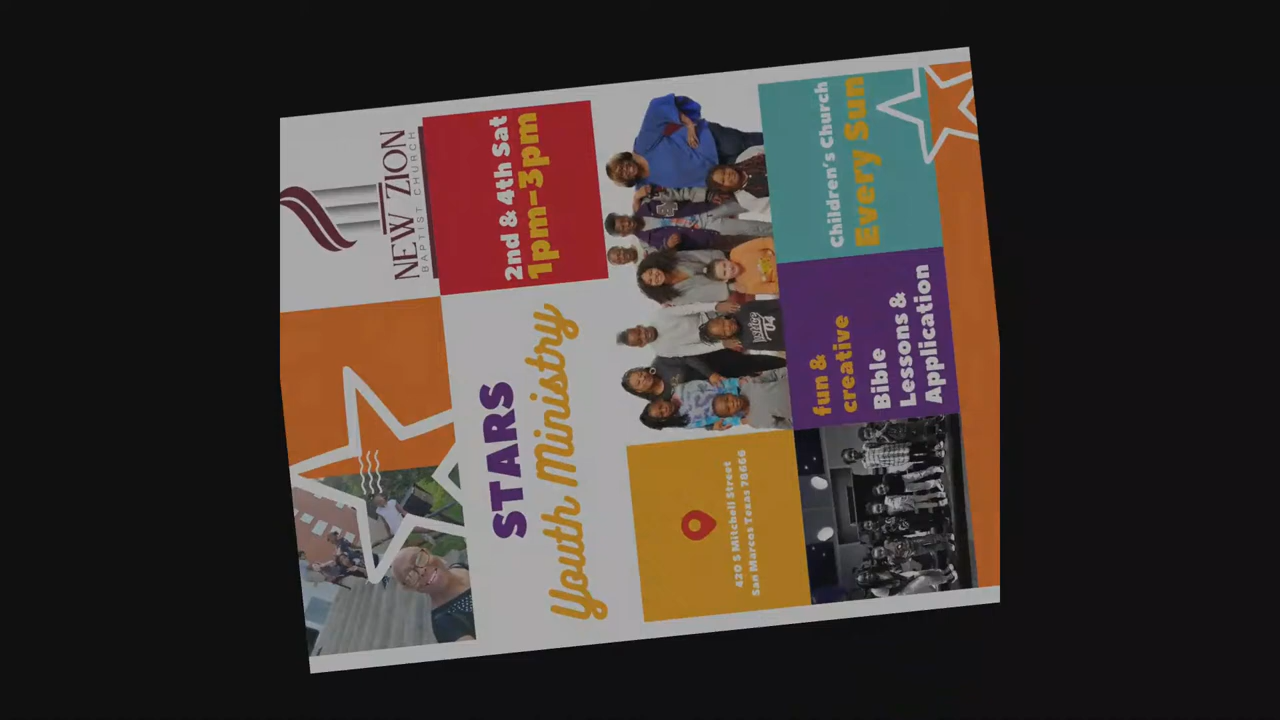 NEW ZION
BAPTIST CHURCH
2nd & 4th Sat
1pm-3pm
STARS
Youth Ministry
Children's Church
Every Sun
fun &
creative
Bible
Lessons &
Application
420 S Mitchell Street
San Marcos Texas 78666